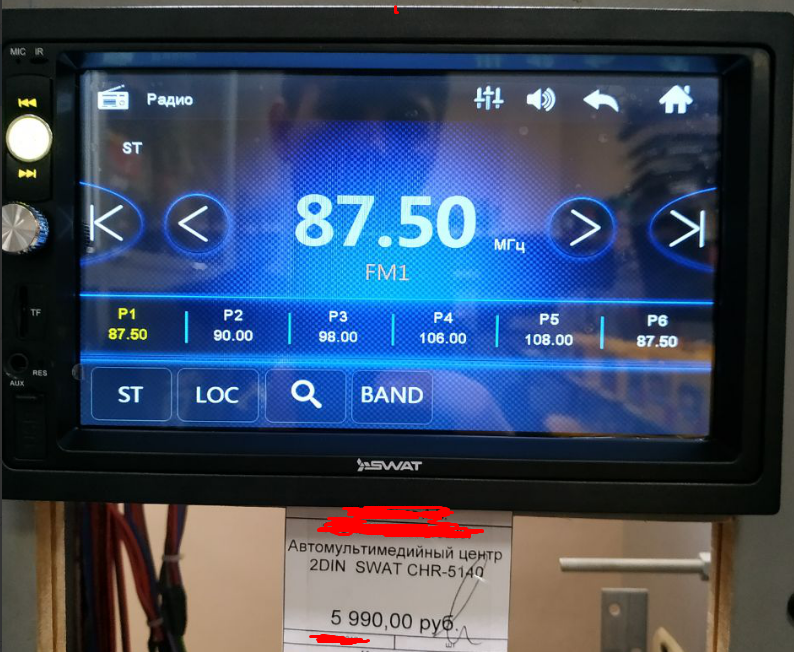 MIC IR
Радио
ST
87.50 МГц
FM1
P1 P2 P3 P4 P5 P6
87.50 90.00 98.00 106.00 108.00 87.50
TF
RES
AUX
ST LOC BAND
SWAT
Автомультимедийный центр
2DIN SWAT CHR-5140
5 990,00 руб.